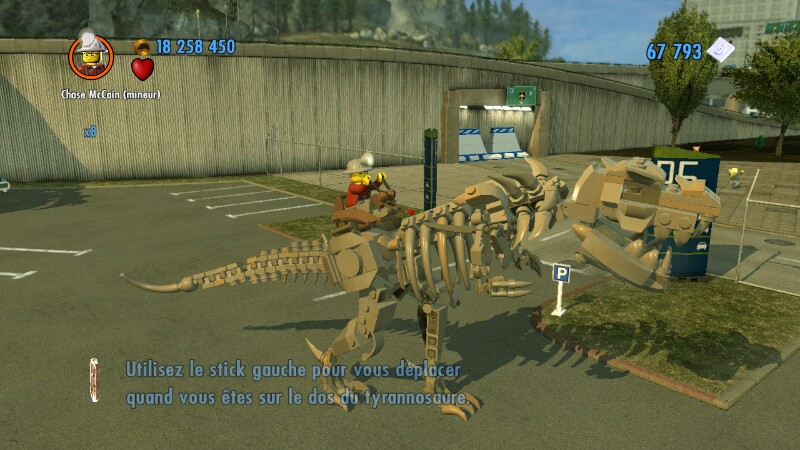 18 258 450
67 793
Chase McCain (mineur)
x8
05
P
Utilisez le stick gauche pour vous déplacer
quand vous êtes sur le dos du tyrannosaure.